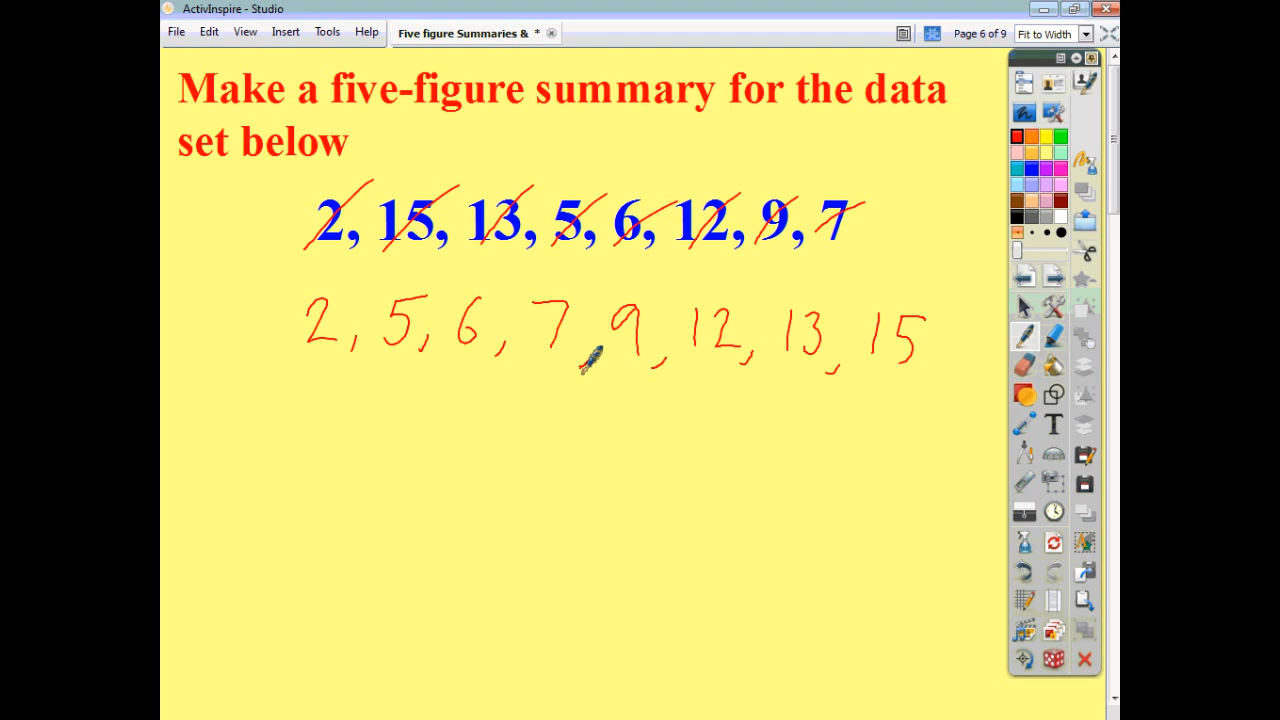 ActivInspire - Studio
File Edit View Insert Tools Help Five figure Summaries & * Page 6 of 9 Fit to Width
Make a five-figure summary for the data
set below
2, 15, 13, 5, 6, 12, 9, 7
2, 5, 6, 7, 9, 12, 13, 15